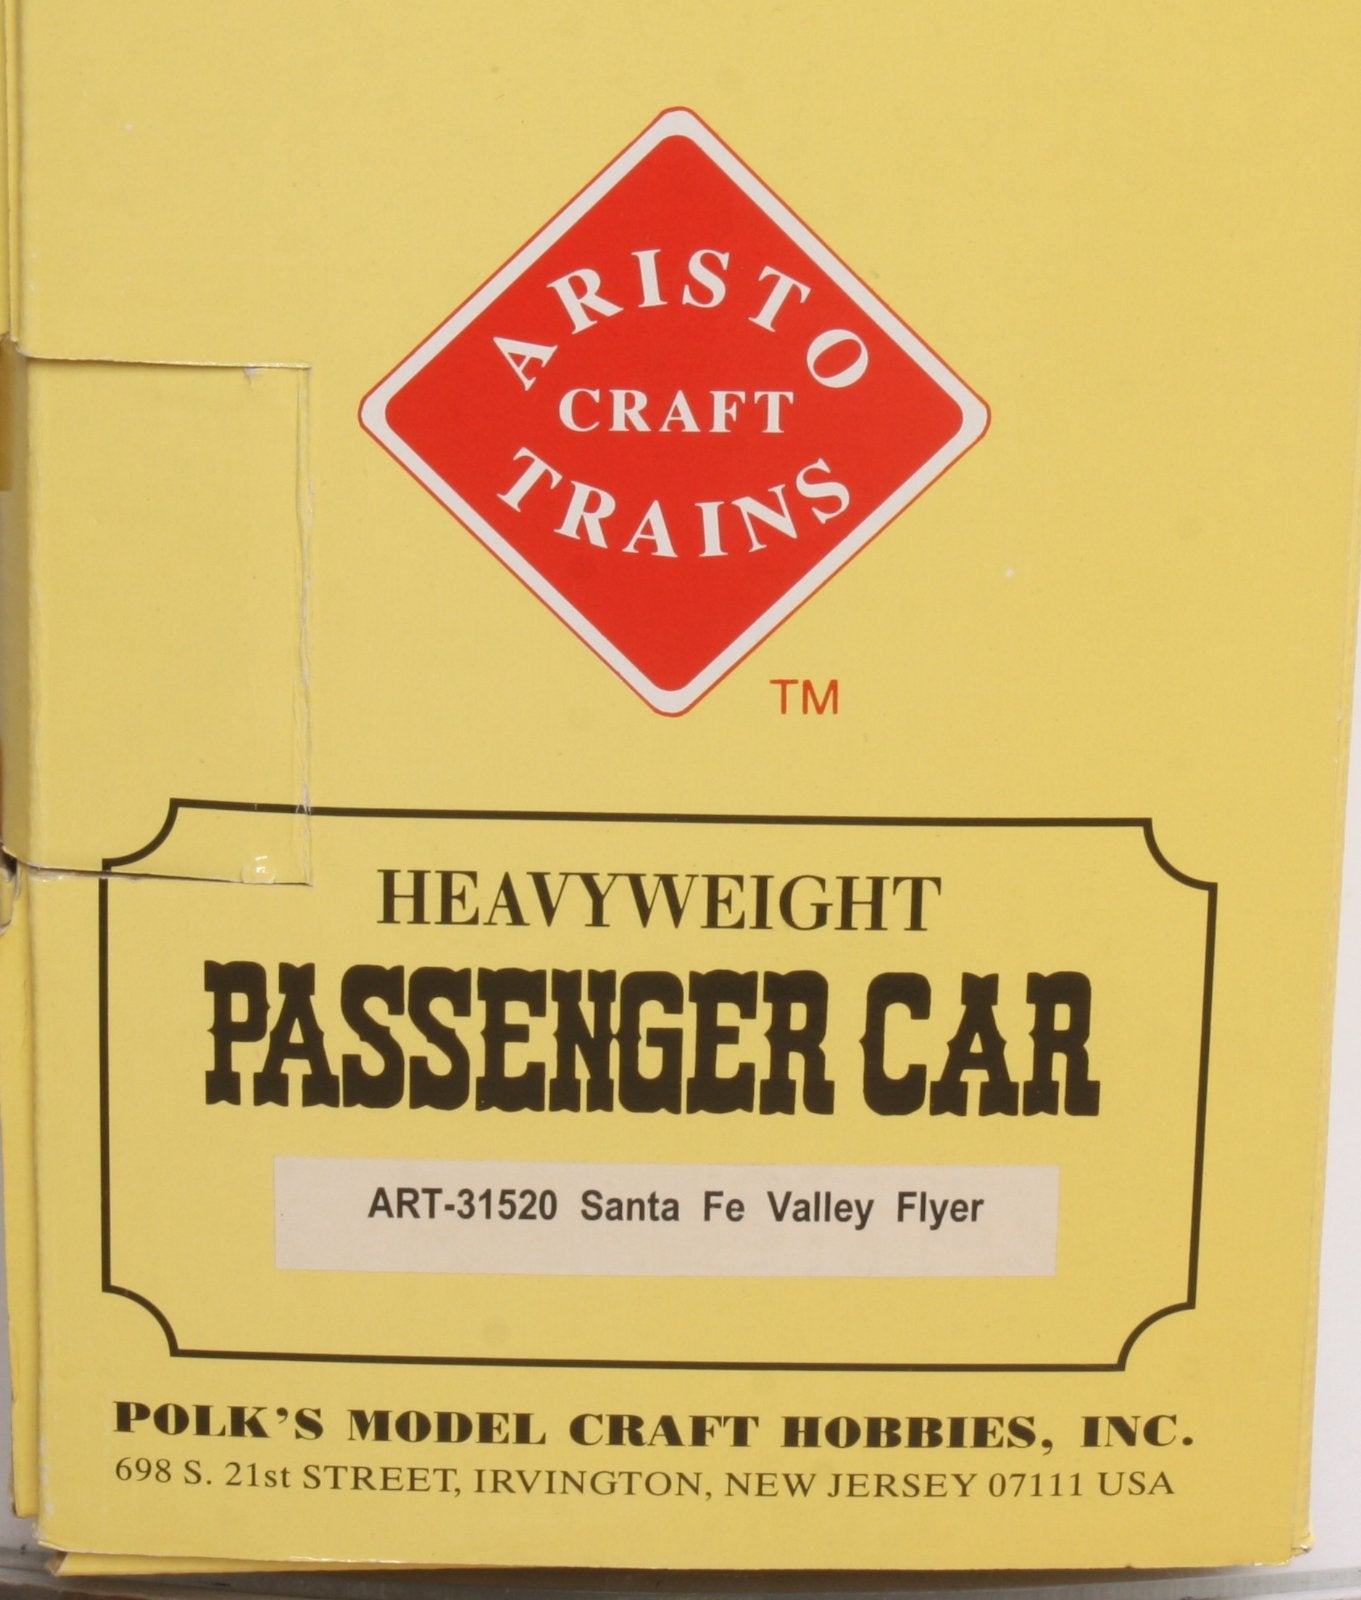 ARISTO
CRAFT
TRAINS
TM
HEAVYWEIGHT
PASSENGER CAR
ART-31520 Santa Fe Valley Flyer
POLK'S MODEL CRAFT HOBBIES, INC.
698 S. 21st STREET, IRVINGTON, NEW JERSEY 07111 USA